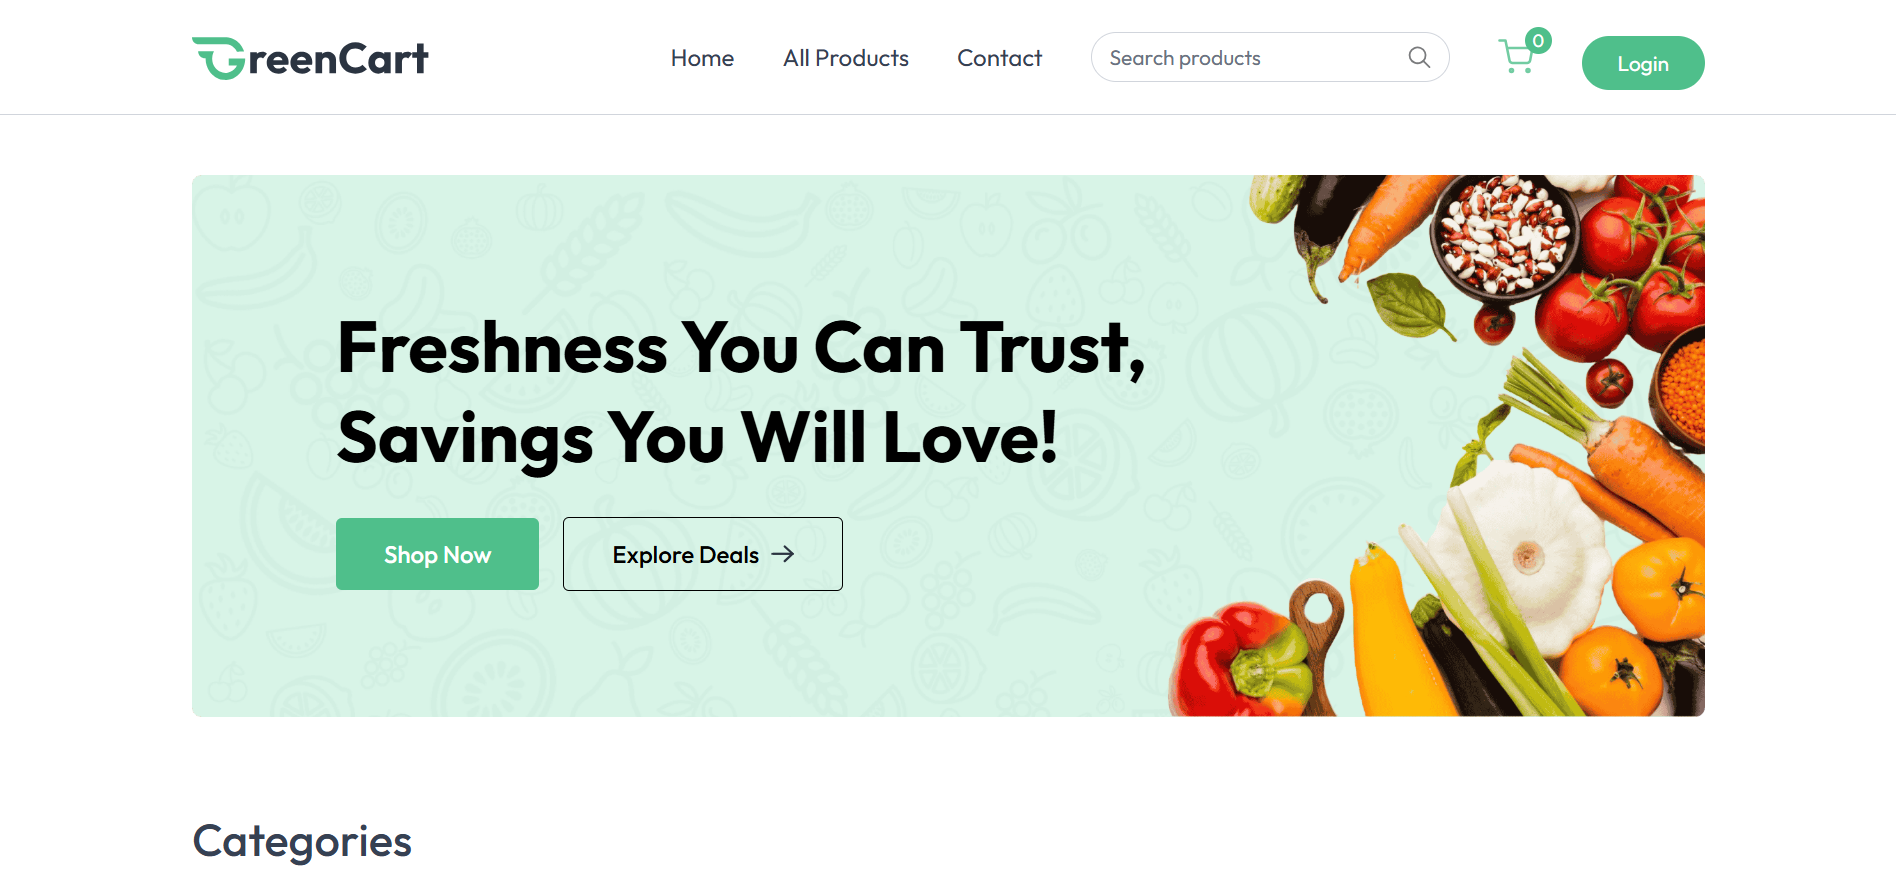 GreenCart
Home
All Products
Contact
Search products
0
Login
Freshness You Can Trust,
Savings You Will Love!
Shop Now
Explore Deals →
Categories